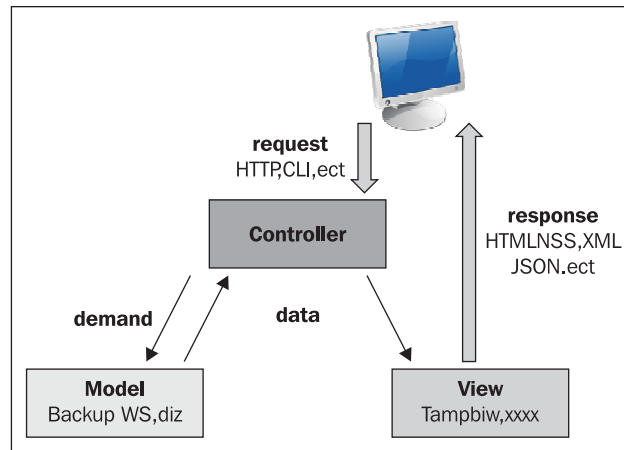 request
HTTP,CLI,ect
Controller
response
HTMLNSS,XML
JSON.ect
demand
data
Model
Backup WS,diz
View
Tampbiw,xxxx